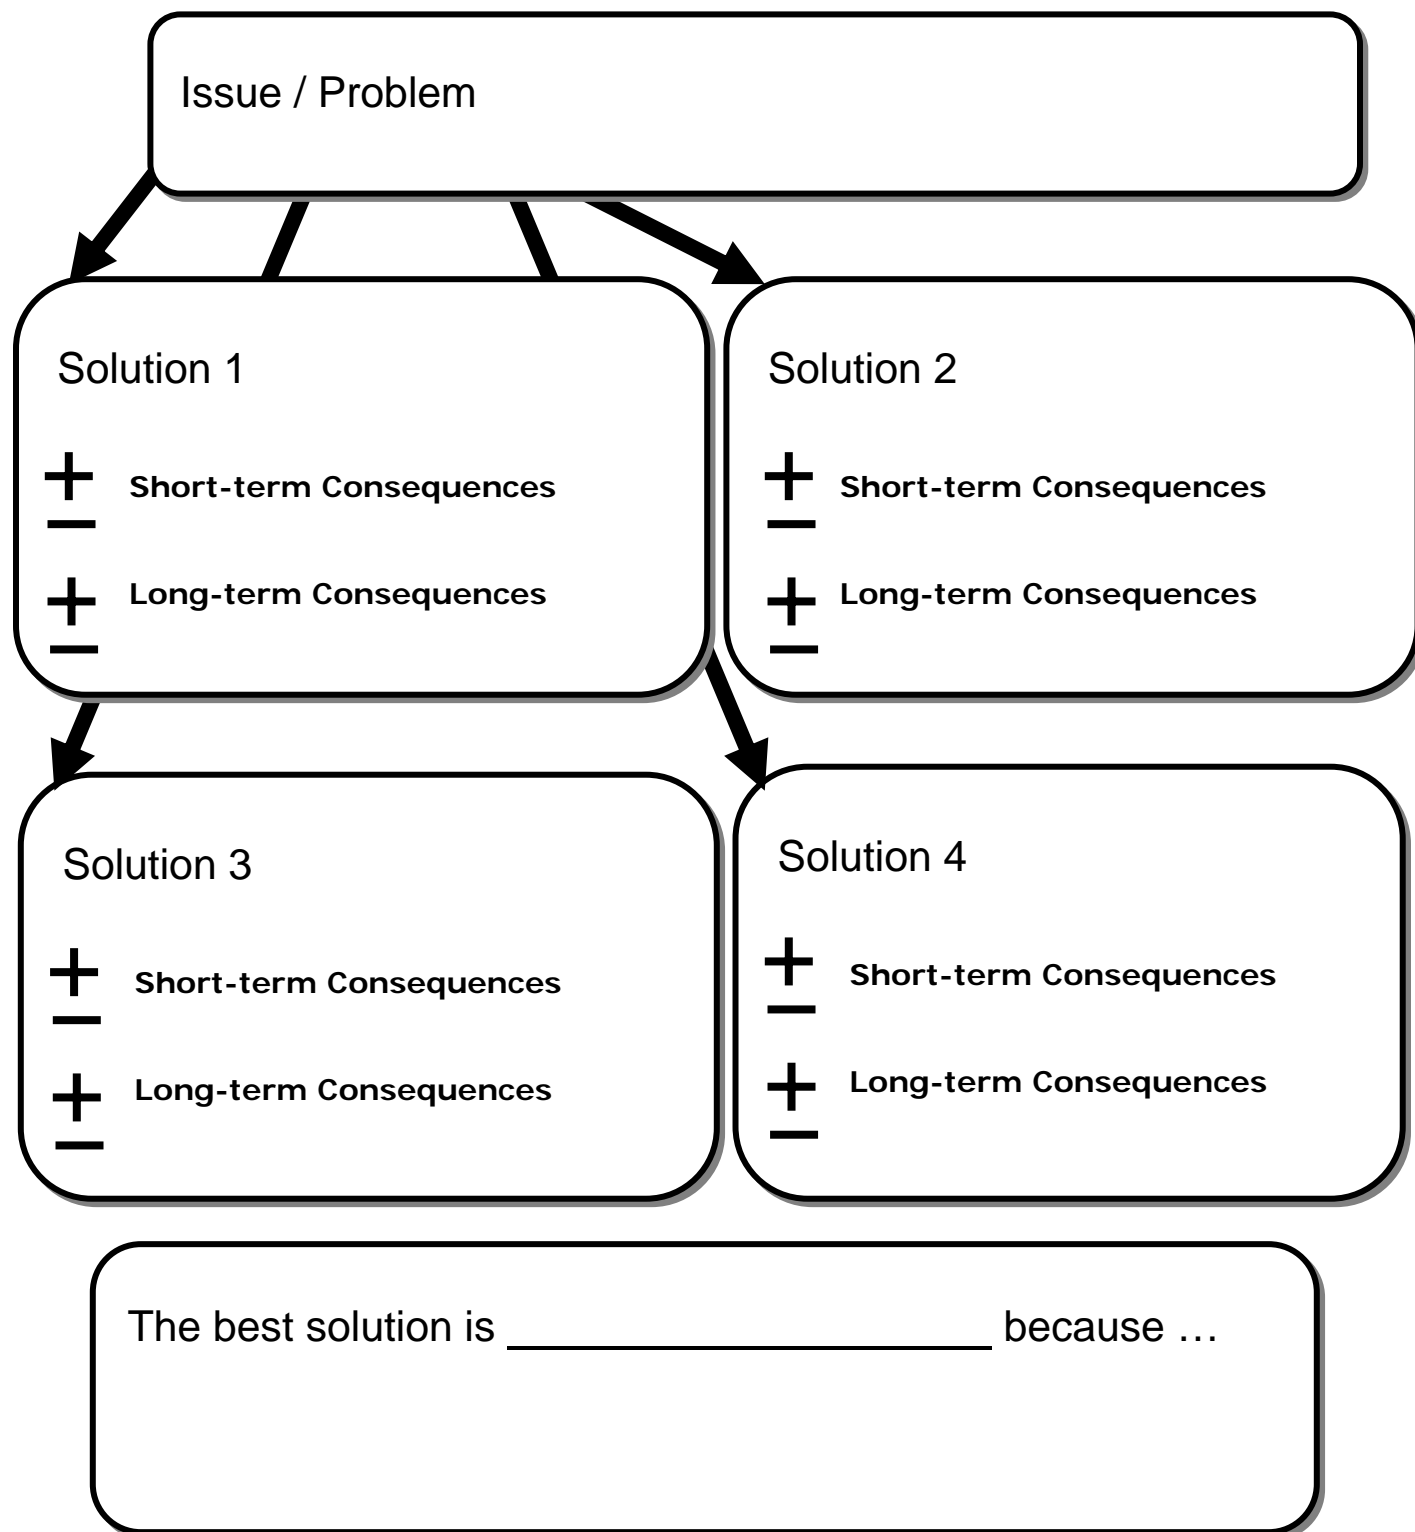 Issue / Problem
Solution 1
+ Short-term Consequences
–
+ Long-term Consequences
–
Solution 2
+ Short-term Consequences
–
+ Long-term Consequences
–
Solution 3
+ Short-term Consequences
–
+ Long-term Consequences
–
Solution 4
+ Short-term Consequences
–
+ Long-term Consequences
–
The best solution is ____________________ because …